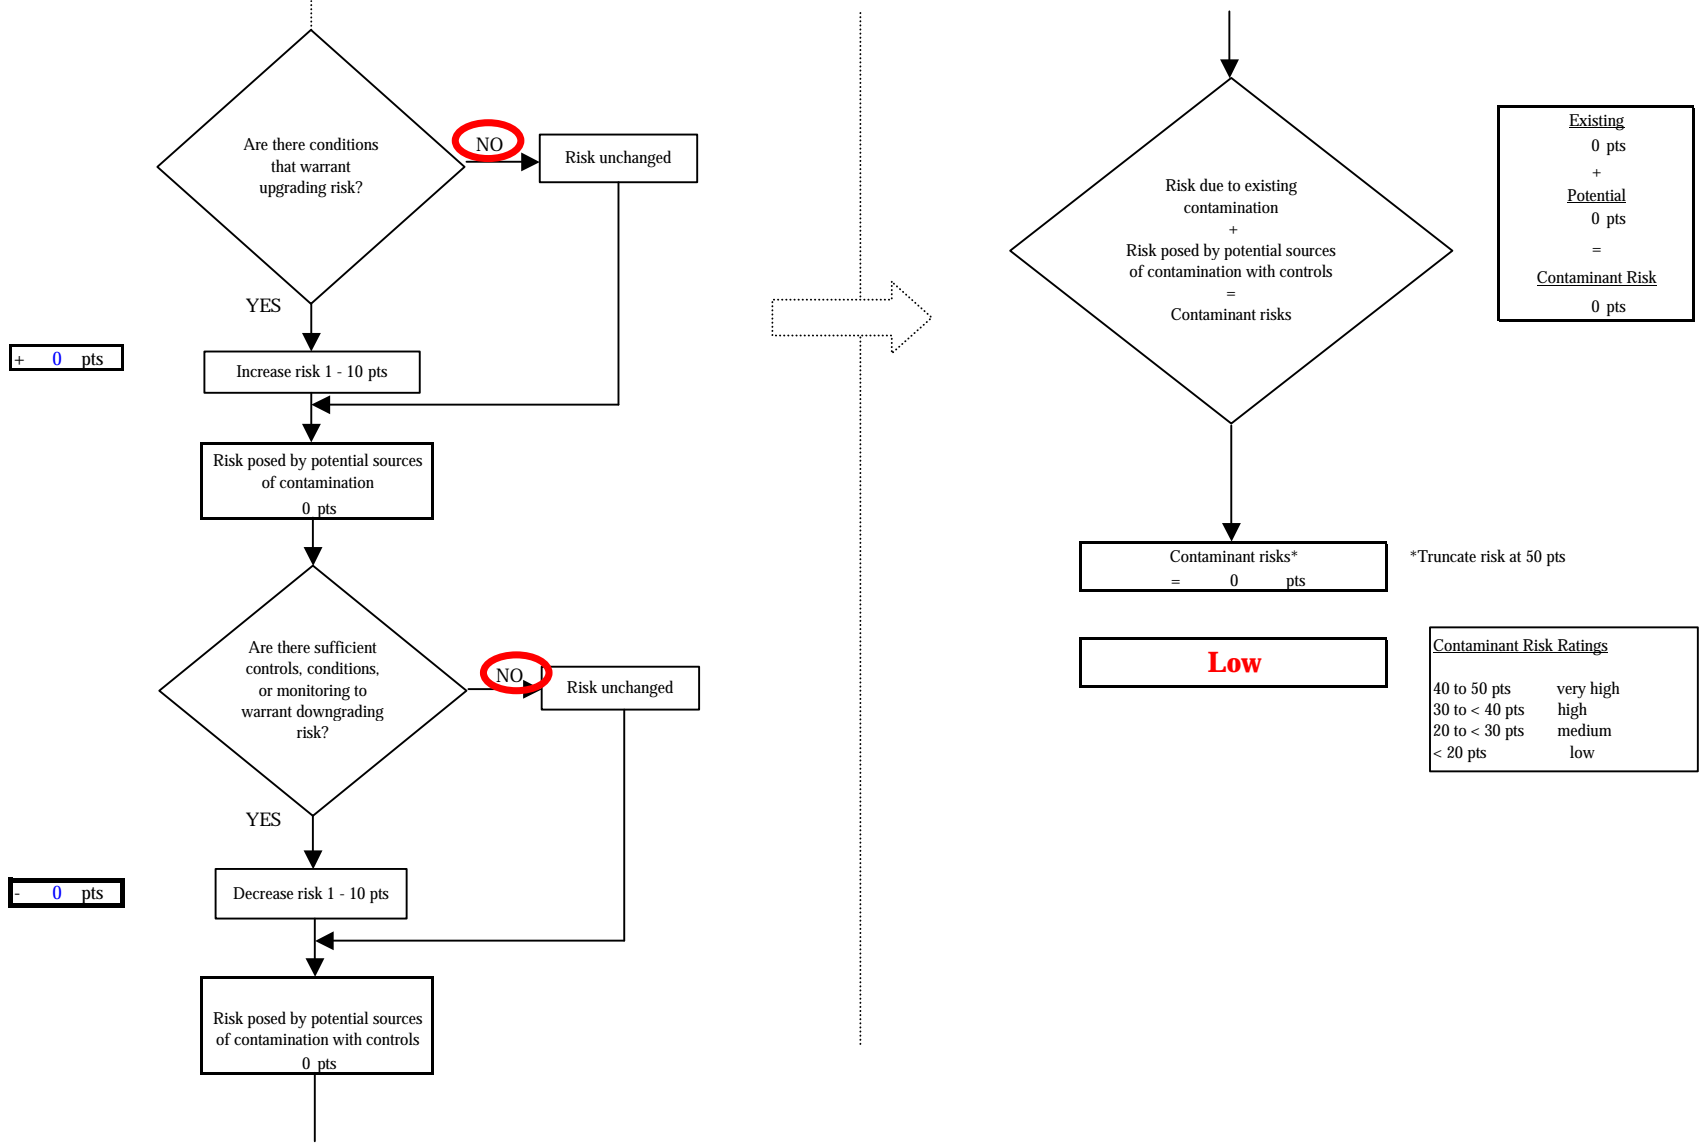 Are there conditions
that warrant
upgrading risk?
NO
Risk unchanged
YES
+ 0 pts
Increase risk 1 - 10 pts
Risk posed by potential sources
of contamination
0 pts
Are there sufficient
controls, conditions,
or monitoring to
warrant downgrading
risk?
NO
Risk unchanged
YES
- 0 pts
Decrease risk 1 - 10 pts
Risk posed by potential sources
of contamination with controls
0 pts
Risk due to existing
contamination
+
Risk posed by potential sources
of contamination with controls
=
Contaminant risks
Existing
0 pts
+
Potential
0 pts
=
Contaminant Risk
0 pts
Contaminant risks*
= 0 pts
*Truncate risk at 50 pts
Low
Contaminant Risk Ratings
40 to 50 pts very high
30 to < 40 pts high
20 to < 30 pts medium
< 20 pts low